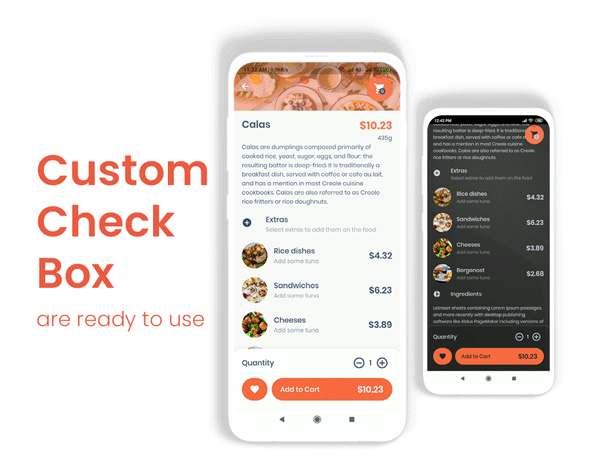 Custom
Check
Box
are ready to use
11:32 AM
Calas
$10.23
435g
Calas are dumplings composed primarily of
cooked rice, yeast, sugar, eggs, and flour; the
resulting batter is deep-fried. It is traditionally a
breakfast dish, served with coffee or cafe au lait,
and has a mention in most Creole cuisine
cookbooks. Calas are also referred to as Creole
rice fritters or rice doughnuts.
Extras
Select extras to add them on the food
Rice dishes
Add some tuna
$4.32
Sandwiches
Add some tuna
$6.23
Cheeses
Add some tuna
$3.89
Quantity
1
Add to Cart
$10.23
12:43 PM
cooked rice, yeast, sugar, eggs, and flour; the
resulting batter is deep-fried. It is traditionally a
breakfast dish, served with coffee or cafe au lait,
and has a mention in most Creole cuisine
cookbooks. Calas are also referred to as Creole
rice fritters or rice doughnuts.
Extras
Select extras to add them on the food
Rice dishes
Add some tuna
$4.32
Sandwiches
Add some tuna
$6.23
Cheeses
Add some tuna
$3.89
Bergenost
Add some tuna
$2.68
Ingredients
Letraset sheets containing Lorem Ipsum passages,
and more recently with desktop publishing
software like Aldus PageMaker including versions of
Quantity
1
Add to Cart
$10.23